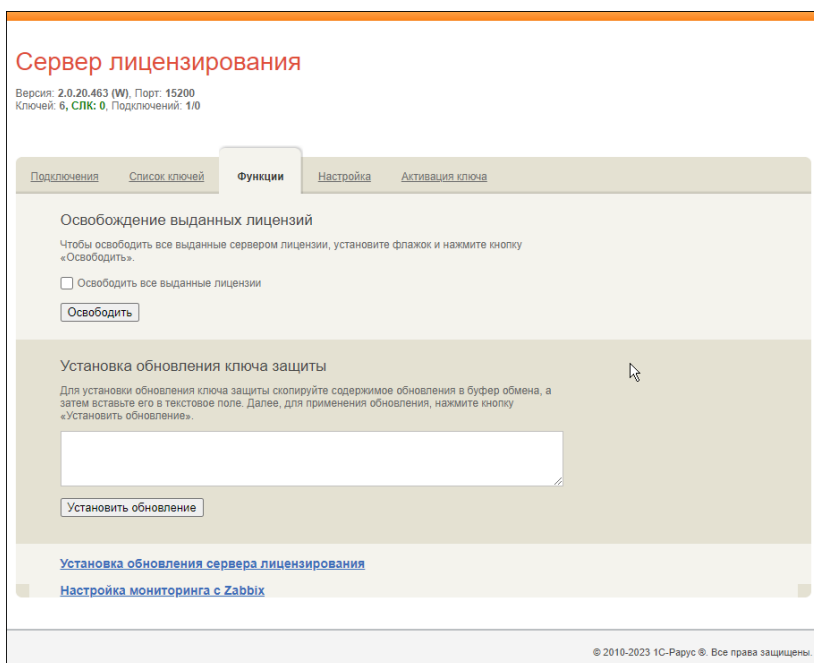 Сервер лицензирования
Версия: 2.0.20.463 (W), Порт: 15200
Ключей: 6, СЛК: 0, Подключений: 1/0
Подключения Список ключей Функции Настройка Активация ключа
Освобождение выданных лицензий
Чтобы освободить все выданные сервером лицензии, установите флажок и нажмите кнопку
«Освободить».
Освободить все выданные лицензии
Освободить
Установка обновления ключа защиты
Для установки обновления ключа защиты скопируйте содержимое обновления в буфер обмена, а
затем вставьте его в текстовое поле. Далее, для применения обновления, нажмите кнопку
«Установить обновление».
Установить обновление
Установка обновления сервера лицензирования
Настройка мониторинга с Zabbix
© 2010-2023 1С-Рарус ®. Все права защищены.